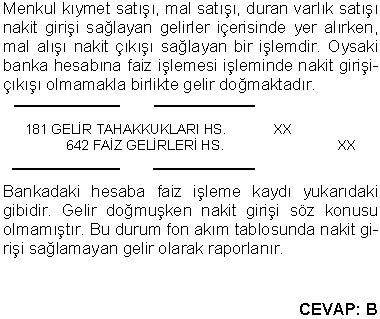 Menkul kıymet satışı, mal satışı, duran varlık satışı
nakit girişi sağlayan gelirler içerisinde yer alırken,
mal alışı nakit çıkışı sağlayan bir işlemdir. Oysaki
banka hesabına faiz işlemesi işleminde nakit girişi-
çıkışı olmamakla birlikte gelir doğmaktadır.
181 GELİR TAHAKKUKLARI HS. XX
642 FAİZ GELİRLERİ HS. XX
Bankadaki hesaba faiz işleme kaydı yukarıdaki
gibidir. Gelir doğmuşken nakit girişi söz konusu
olmamıştır. Bu durum fon akım tablosunda nakit gi-
rişi sağlamayan gelir olarak raporlanır.
CEVAP: B